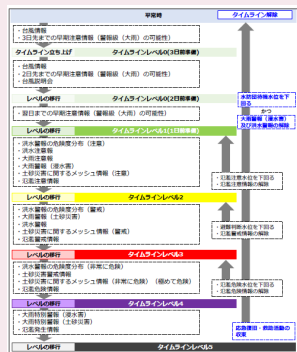 平常時
タイムライン解除
・台風情報
・3日先までの早期注意情報（警報級（大雨）の可能性）
タイムライン立ち上げ
タイムラインレベル0（3日前準備）
・台風情報
・2日先までの早期注意情報（警報級（大雨）の可能性）
・台風説明会
レベルの移行
タイムラインレベル0（2日前準備）
・翌日までの早期注意情報（警報級（大雨）の可能性）
レベルの移行
タイムラインレベル1（1日前準備）
水防団待機水位を下回る
かつ
大雨警報（浸水害）
及び洪水警報の解除
・洪水警報の危険度分布（注意）
・洪水注意報
・大雨注意報
・大雨警報（浸水害）
・土砂災害に関するメッシュ情報（注意）
・氾濫注意情報
・氾濫注意水位を下回る
・氾濫注意情報の解除
レベルの移行
タイムラインレベル2
・洪水警報の危険度分布（警戒）
・大雨警報（土砂災害）
・洪水警報
・土砂災害に関するメッシュ情報（警戒）
・氾濫警戒情報
・避難判断水位を下回る
・氾濫警戒情報の解除
レベルの移行
タイムラインレベル3
・洪水警報の危険度分布（非常に危険）
・土砂災害警戒情報
・土砂災害に関するメッシュ情報（非常に危険）（極めて危険）
・氾濫危険情報
・氾濫危険水位を下回る
・氾濫危険情報の解除
レベルの移行
タイムラインレベル4
・大雨特別警報（浸水害）
・大雨特別警報（土砂災害）
・氾濫発生情報
応急復旧・救助活動の
収束
レベルの移行
タイムラインレベル5